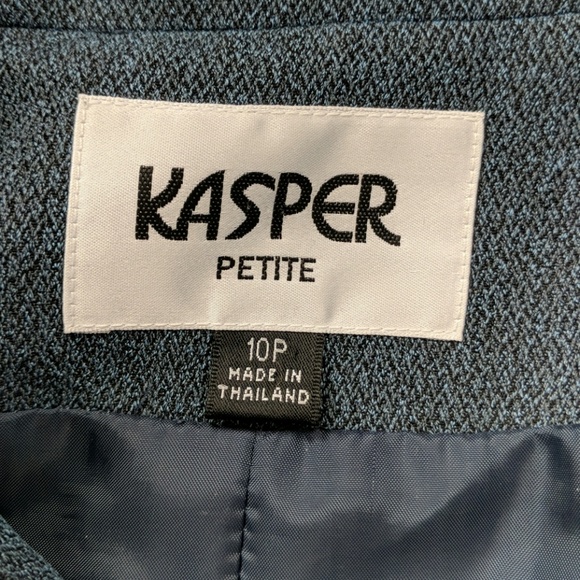 KASPER
PETITE
10P
MADE IN
THAILAND